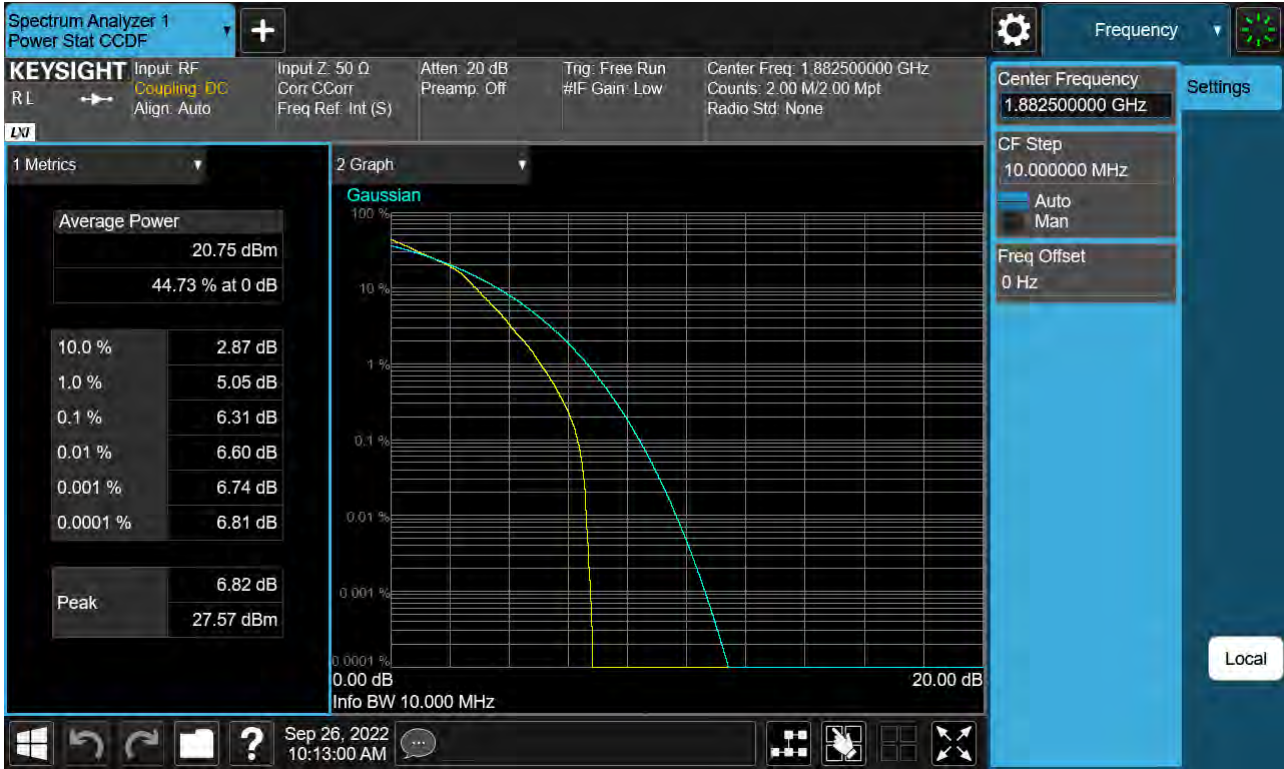 Spectrum Analyzer 1
Power Stat CCDF
Frequency
KEYSIGHT
RL
LXI
Input: RF
Coupling: DC
Align: Auto
Input Z: 50 Ω
Corr CCorr
Freq Ref: Int (S)
Atten: 20 dB
Preamp: Off
Trig: Free Run
#IF Gain: Low
Center Freq: 1.882500000 GHz
Counts: 2.00 M/2.00 Mpt
Radio Std: None
Center Frequency
1.882500000 GHz
Settings
CF Step
10.000000 MHz
Auto
Man
Freq Offset
0 Hz
Local
1 Metrics
Average Power
20.75 dBm
44.73 % at 0 dB
10.0 % 2.87 dB
1.0 % 5.05 dB
0.1 % 6.31 dB
0.01 % 6.60 dB
0.001 % 6.74 dB
0.0001 % 6.81 dB
Peak 6.82 dB
27.57 dBm
2 Graph
Gaussian
100 %
10 %
1 %
0.1 %
0.01 %
0.001 %
0.0001 %
0.00 dB 20.00 dB
Info BW 10.000 MHz
Sep 26, 2022
10:13:00 AM